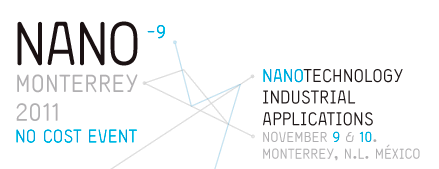 NANO -9
MONTERREY
2011
NO COST EVENT
NANOTECHNOLOGY
INDUSTRIAL
APPLICATIONS
NOVEMBER 9 & 10.
MONTERREY, N.L. MÉXICO